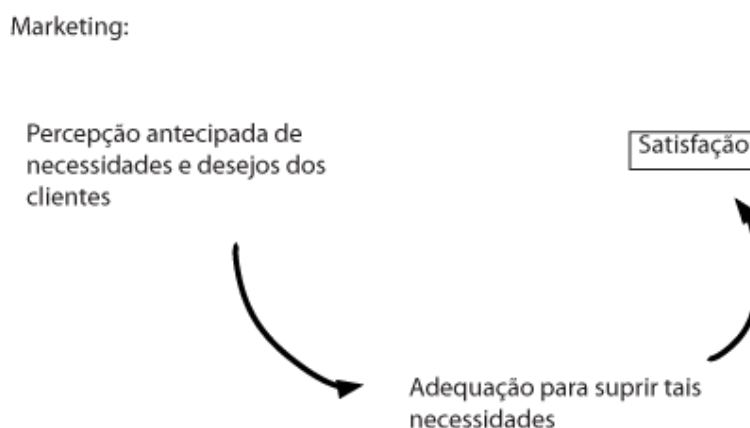 Marketing:
Percepção antecipada de
necessidades e desejos dos
clientes
Satisfação
Adequação para suprir tais
necessidades